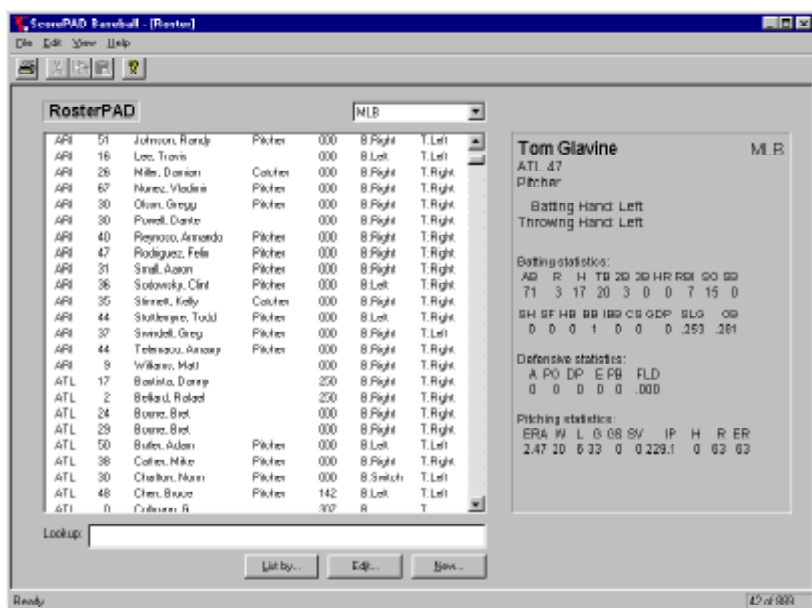 ScorePAD Baseball - [Roster]
File Edit View Help
RosterPAD
MLB
ARI 51 Johnson, Randy Pitcher 000 B.Right T.Left
ARI 16 Lee, Travis 000 B.Left T.Left
ARI 26 Miller, Damian Catcher 000 B.Right T.Right
ARI 67 Nunez, Vladimir Pitcher 000 B.Right T.Right
ARI 30 Olson, Gregg Pitcher 000 B.Right T.Right
ARI 30 Powell, Dante 000 B.Right T.Right
ARI 40 Reynoso, Armando Pitcher 000 B.Right T.Right
ARI 47 Rodriguez, Felix Pitcher 000 B.Right T.Right
ARI 31 Small, Aaron Pitcher 000 B.Right T.Right
ARI 36 Sodowsky, Clint Pitcher 000 B.Left T.Right
ARI 35 Stinnett, Kelly Catcher 000 B.Right T.Right
ARI 44 Stottlemyre, Todd Pitcher 000 B.Left T.Right
ARI 37 Swindell, Greg Pitcher 000 B.Right T.Left
ARI 44 Telemaco, Amaury Pitcher 000 B.Right T.Right
ARI 9 Williams, Matt 000 B.Right T.Right
ATL 17 Bautista, Danny 250 B.Right T.Right
ATL 2 Belliard, Rafael 250 B.Right T.Right
ATL 24 Boone, Bret 000 B.Right T.Right
ATL 29 Boone, Bret 000 B.Right T.Right
ATL 50 Butler, Adam Pitcher 000 B.Left T.Left
ATL 38 Cather, Mike Pitcher 000 B.Right T.Right
ATL 30 Charlton, Norm Pitcher 000 B.Switch T.Left
ATL 48 Chen, Bruce Pitcher 142 B.Left T.Left
ATL 0 307 B T
Lookup:
List by... Edit... New...
Tom Glavine MLB
ATL 47
Pitcher
Batting Hand: Left
Throwing Hand: Left
Batting statistics:
AB R H TB 2B 3B HR RBI SO SB
71 3 17 20 3 0 0 7 15 0
SH SF HB BB IBB CS GDP SLG OB
0 0 0 1 0 0 0 .253 .281
Defensive statistics:
A PO DP E PB FLD
0 0 0 0 0 .000
Pitching statistics:
ERA W L G GS SV IP H R ER
2.47 20 6 33 0 0 229.1 0 63 63
Ready 42 of 989